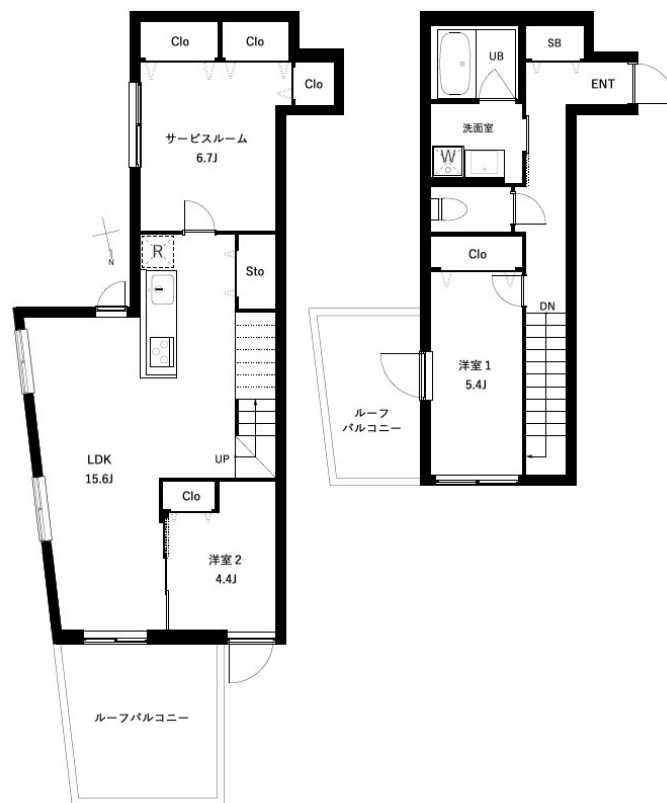 Clo
Clo
Clo
サービスルーム
6.7J
N
R
Sto
LDK
15.6J
UP
Clo
洋室 2
4.4J
ルーフバルコニー
UB
SB
ENT
洗面室
W
Clo
DN
洋室 1
5.4J
ルーフ
バルコニー